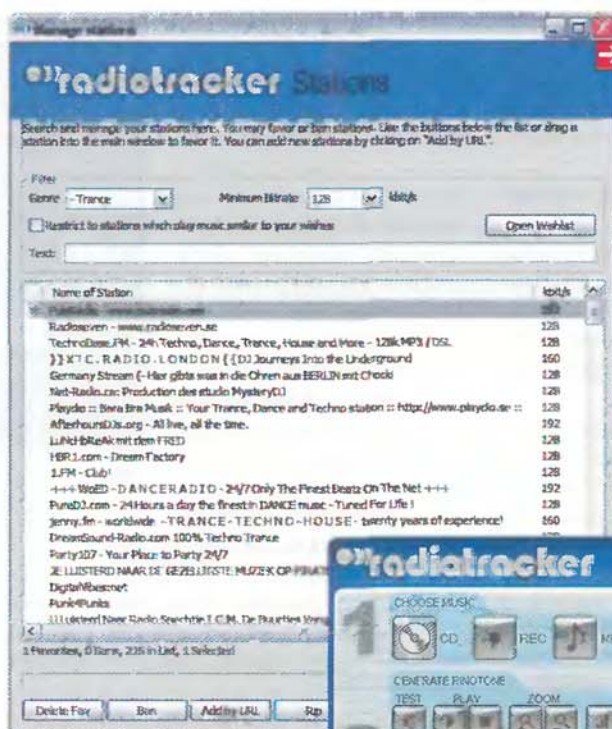 Manage stations
radiotracker Stations
Search and manage your stations here. You may favor or ban stations. Use the buttons below the list or drag a
station into the main window to favor it. You can add new stations by clicking on "Add by URL".
Filter
Genre - Trance Minimum Bitrate 128 kbit/s
Restrict to stations which play music similar to your wishes Open Wishlist
Text:
Name of Station kbit/s
Radioseven - www.radioseven.se 128
TechnoBase.FM - 24h Techno, Dance, Trance, House and More - 128k MP3 / DSL 128
}}XTC.RADIO.LONDON{{DJ Journeys Into the Underground 160
Germany Stream (- Hier gibts was in die Ohren aus BERLIN mit Chocki 128
Net-Radio.ca: Production des studio MysteryDJ 128
Playdio :: Bara Bra Musik :: Your Trance, Dance and Techno station :: http://www.playdio.se :: 128
AfterhoursDJs.org - All live, all the time. 192
LuNcHbReAk mit dem FRED 128
HBR1.com - Dream Factory 128
1.FM - Club! 128
+++ WoED - DANCERADIO - 24/7 Only The Finest Beatz On The Net +++ 192
PureDJ.com - 24 Hours a day the finest in DANCE music - Tuned For Life! 128
jenny.fm - worldwide - TRANCE-TECHNO-HOUSE - twenty years of experience! 160
DreamSound-Radio.com 100% Techno Trance
Party107 - Your Place to Party 24/7
JE LUISTERD NAAR DE GEZELLIGSTE MUZIEK OP
DigitalVibes.net
Punk4Punks
U Luisterd Naar Radio
1 Favorites, 0 Bans, 235 in List, 1 Selected
Delete Fav Ban Add by URL Rip
radiotracker
1 CHOOSE MUSIC
CD REC
GENERATE RINGTONE
TEST PLAY ZOOM